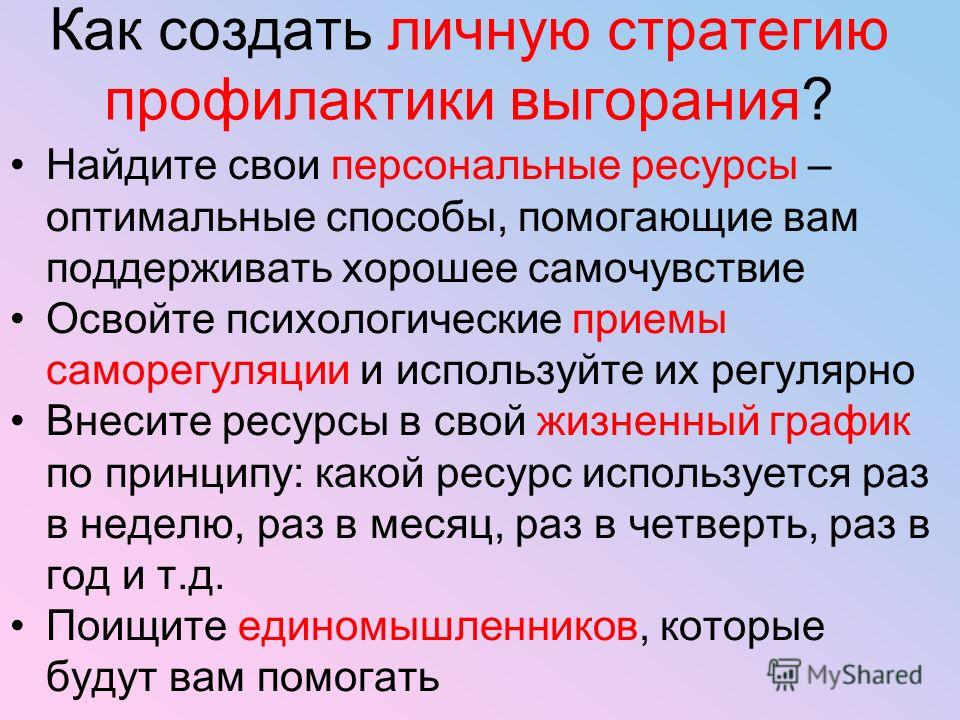 Как создать личную стратегию
профилактики выгорания?
• Найдите свои персональные ресурсы –
оптимальные способы, помогающие вам
поддерживать хорошее самочувствие
• Освойте психологические приемы
саморегуляции и используйте их регулярно
• Внесите ресурсы в свой жизненный график
по принципу: какой ресурс используется раз
в неделю, раз в месяц, раз в четверть, раз в
год и т.д.
• Поищите единомышленников, которые
будут вам помогать
MyShared